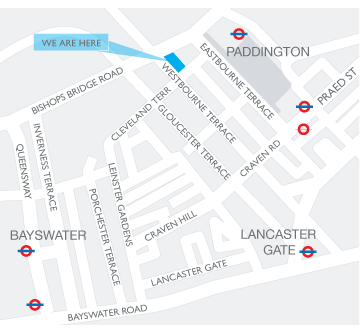 WE ARE HERE
PADDINGTON
EASTBOURNE TERRACE
PRAED ST
BISHOPS BRIDGE ROAD
WESTBOURNE TERRACE
CLEVELAND TERR
GLOUCESTER TERRACE
CRAVEN RD
QUEENSWAY
INVERNESS TERRACE
LEINSTER GARDENS
PORCHESTER TERRACE
CRAVEN HILL
BAYSWATER
LANCASTER
GATE
LANCASTER GATE
BAYSWATER ROAD